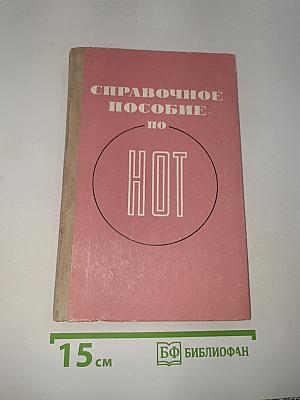 СПРАВОЧНОЕ
ПОСОБИЕ
ПО
НОТ
15 см
БФ БИБЛИОФАН